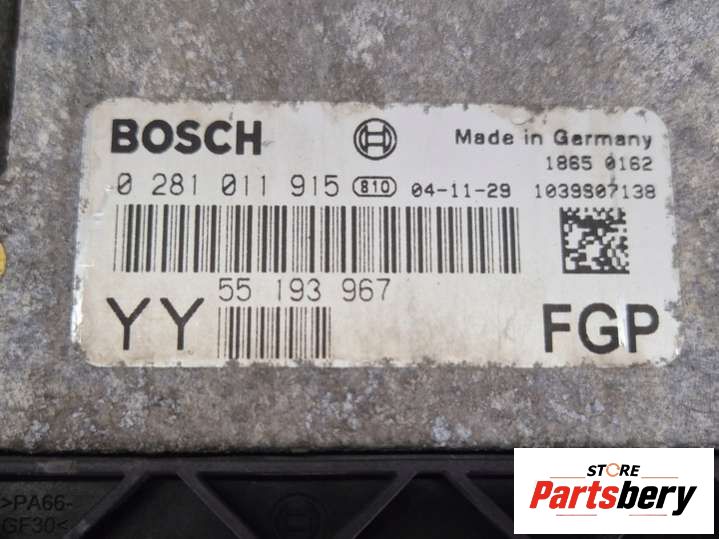 BOSCH
Made in Germany
1865 0162
0 281 011 915 810 04-11-29 1039S07138
55 193 967
YY
FGP
>PA66-
GF30<
STORE
Partsbery